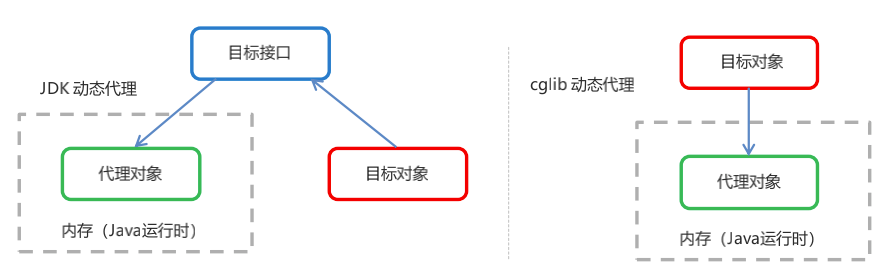 目标接口
JDK 动态代理
代理对象
目标对象
内存（Java运行时）
目标对象
cglib 动态代理
代理对象
内存（Java运行时）